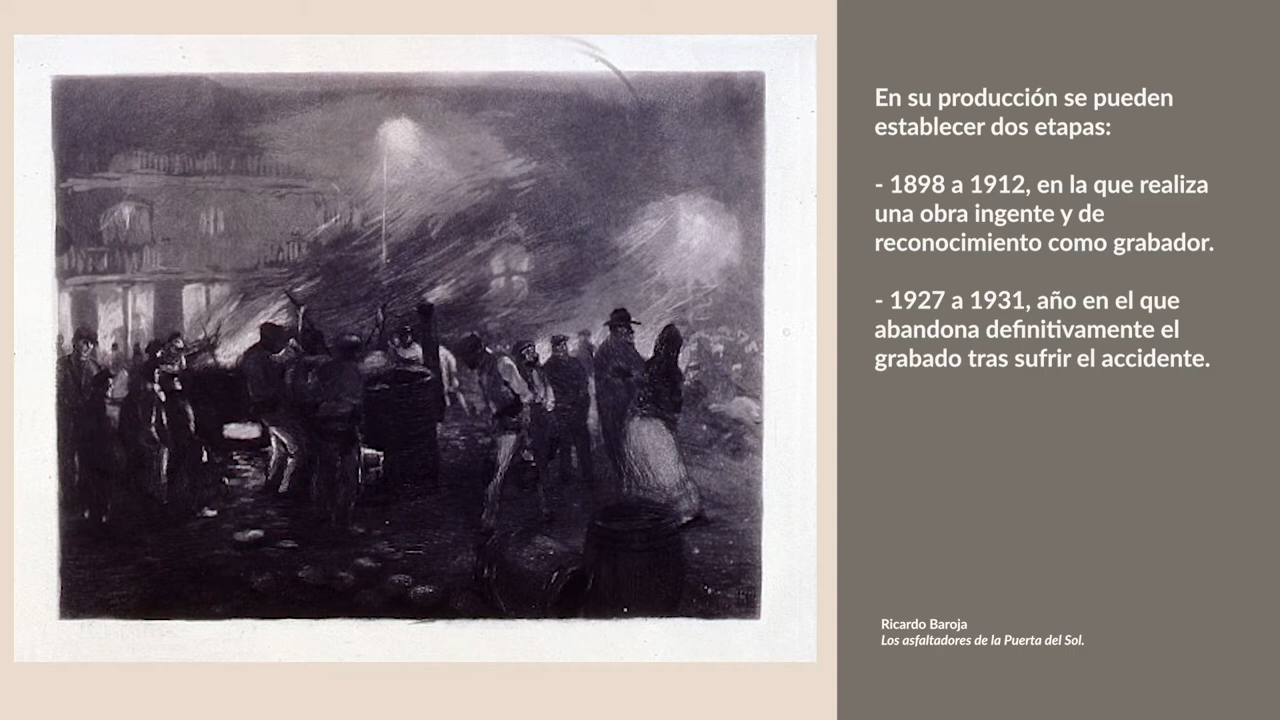 En su producción se pueden
establecer dos etapas:
- 1898 a 1912, en la que realiza
una obra ingente y de
reconocimiento como grabador.
- 1927 a 1931, año en el que
abandona definitivamente el
grabado tras sufrir el accidente.
Ricardo Baroja
Los asfaltadores de la Puerta del Sol.